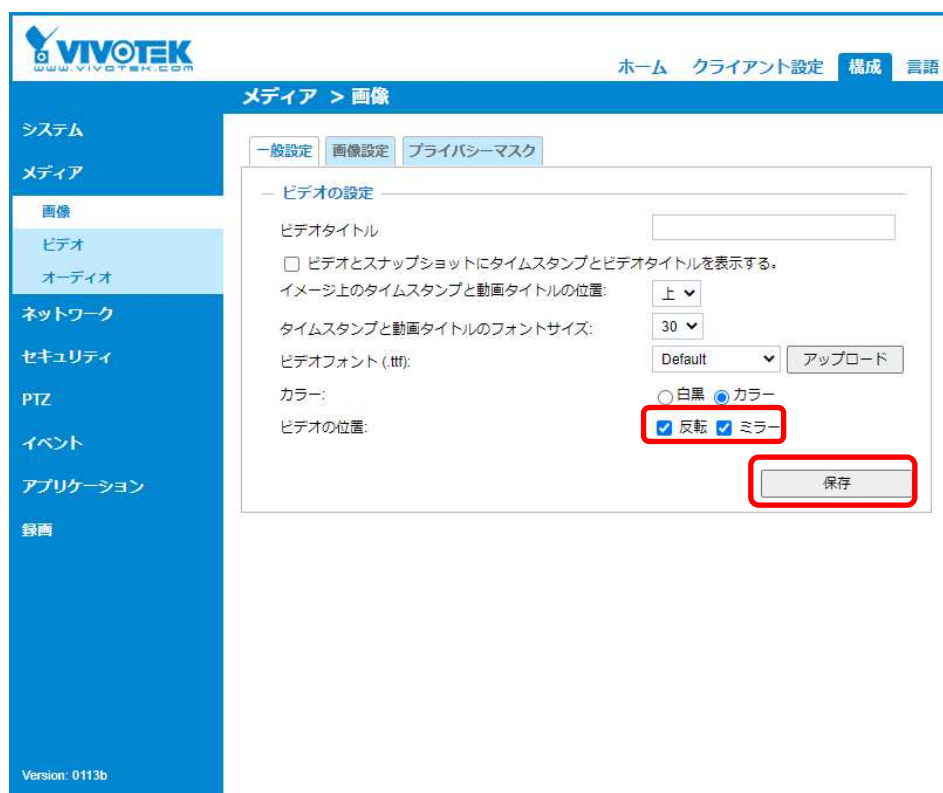 VIVOTEK
www.vivotek.com
ホーム クライアント設定 構成 言語
メディア > 画像
システム
メディア
画像
ビデオ
オーディオ
ネットワーク
セキュリティ
PTZ
イベント
アプリケーション
録画
Version: 0113b
一般設定 画像設定 プライバシーマスク
ビデオの設定
ビデオタイトル
ビデオとスナップショットにタイムスタンプとビデオタイトルを表示する。
イメージ上のタイムスタンプと動画タイトルの位置: 上
タイムスタンプと動画タイトルのフォントサイズ: 30
ビデオフォント (.ttf): Default アップロード
カラー: 白黒 カラー
ビデオの位置: 反転 ミラー
保存